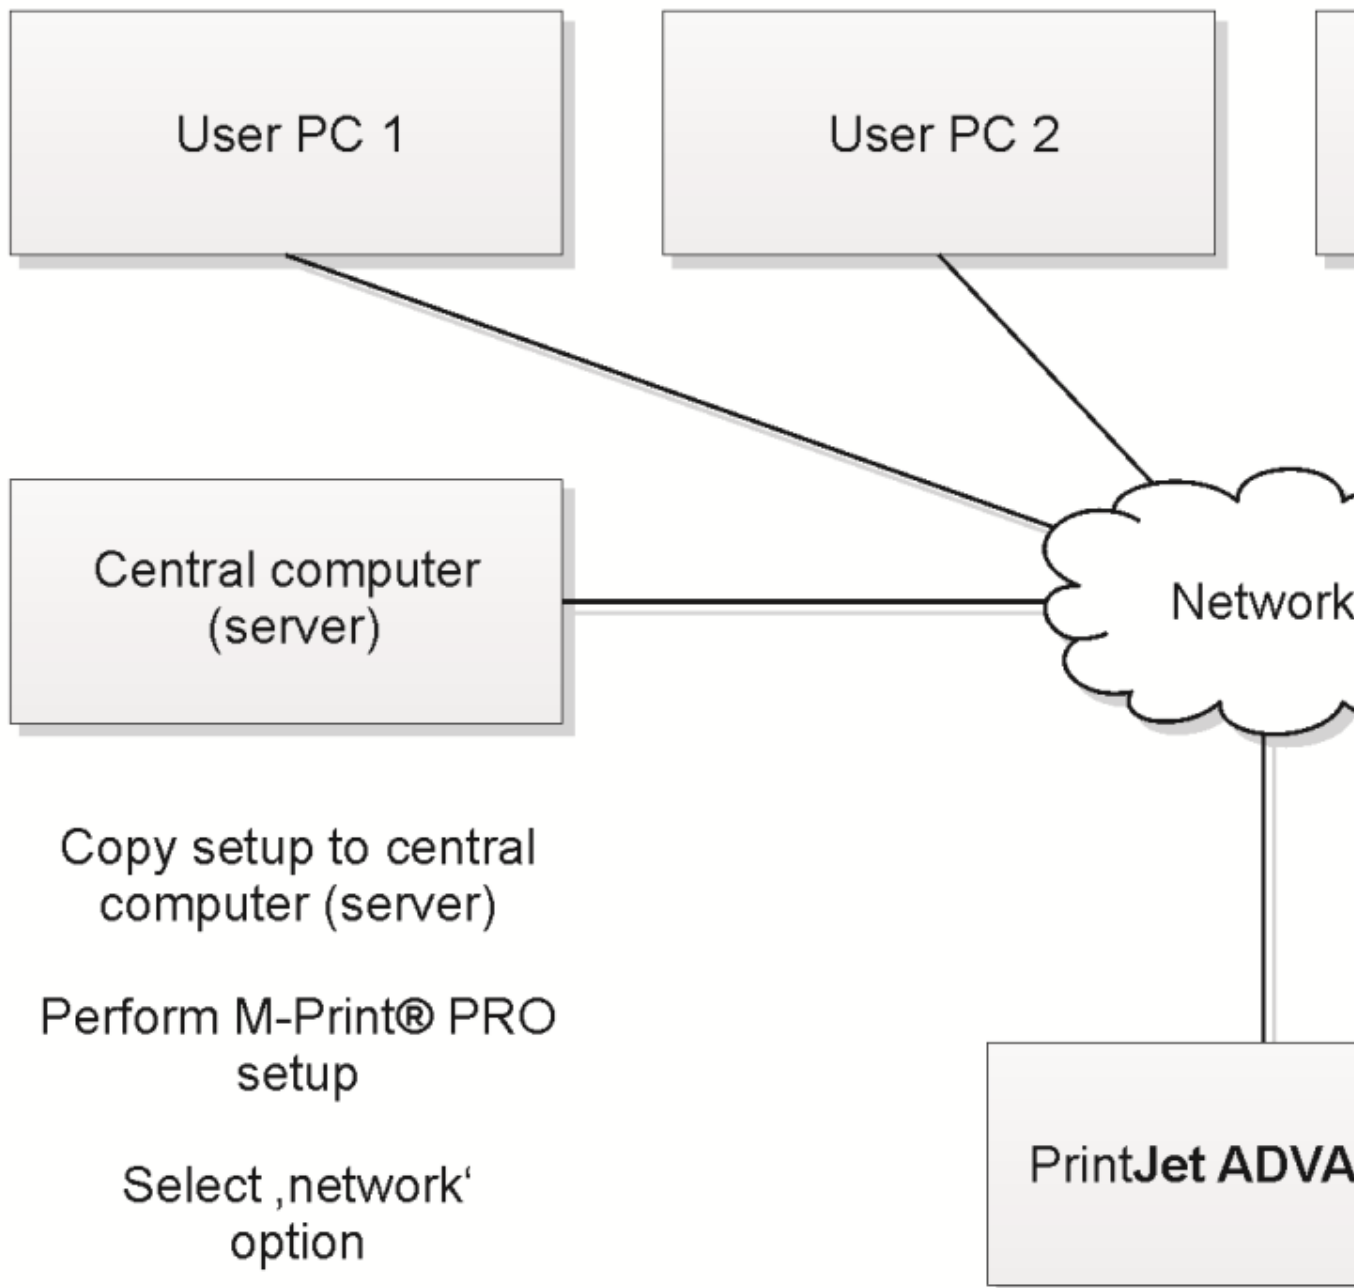 User PC 1
User PC 2
Central computer
(server)
Network
Copy setup to central
computer (server)
Perform M-Print® PRO
setup
Select ‚network‘
option
PrintJet ADVA